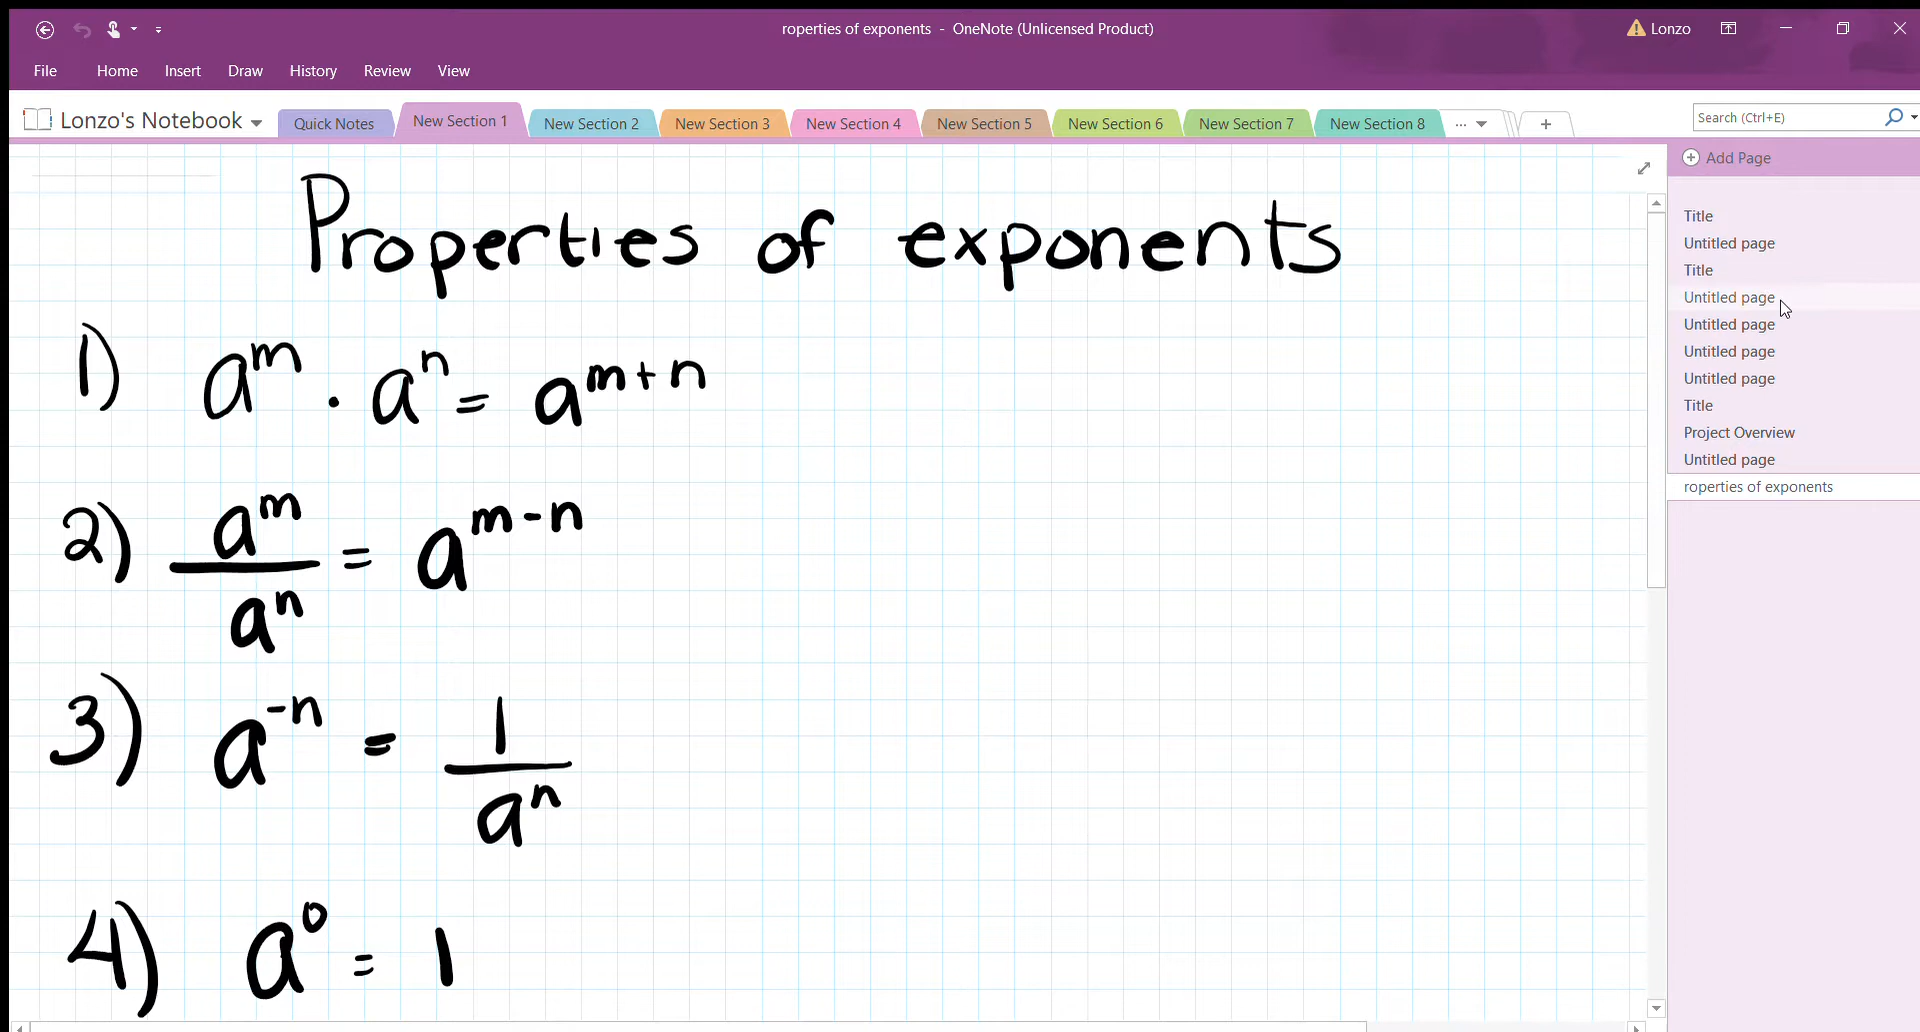 roperties of exponents - OneNote (Unlicensed Product)
Lonzo
File Home Insert Draw History Review View
Lonzo's Notebook
Quick Notes New Section 1 New Section 2 New Section 3 New Section 4 New Section 5 New Section 6 New Section 7 New Section 8 ...
Search (Ctrl+E)
Add Page
Title
Untitled page
Title
Untitled page
Untitled page
Untitled page
Untitled page
Title
Project Overview
Untitled page
roperties of exponents
Properties of exponents
1) a^m · a^n = a^(m+n)
2) a^m / a^n = a^(m-n)
3) a^(-n) = 1 / a^n
4) a^0 = 1